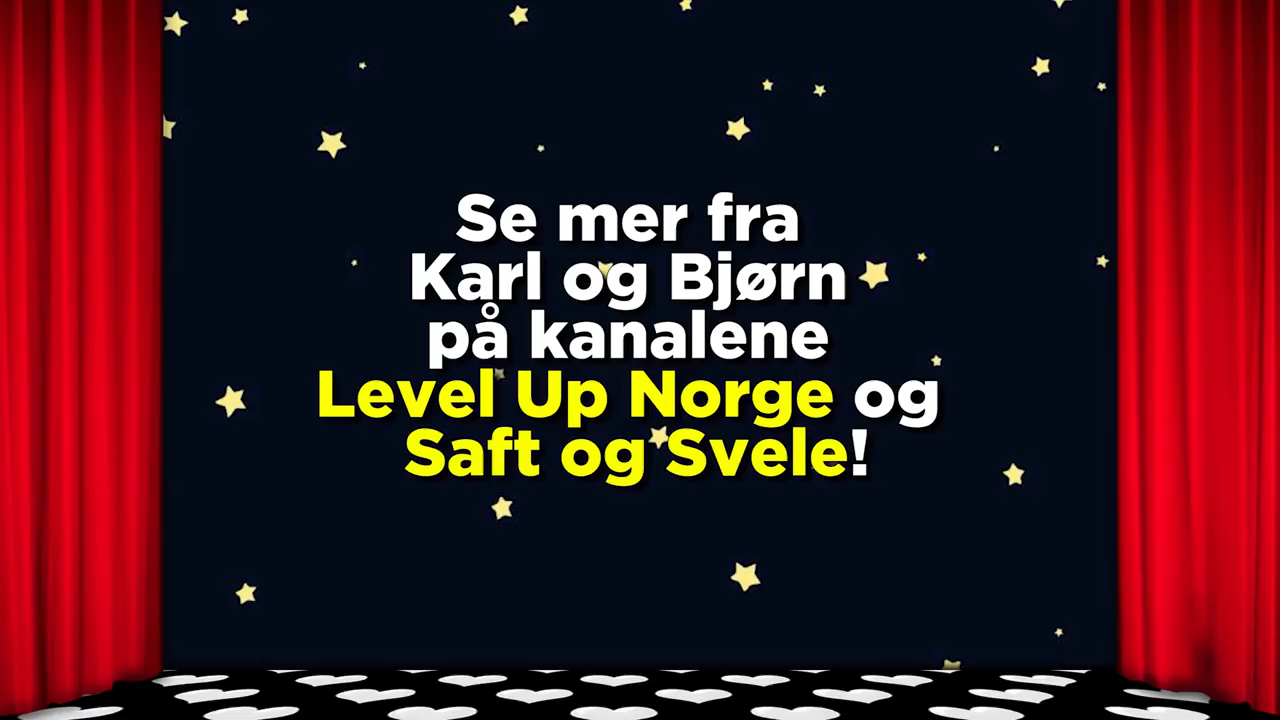 Se mer fra
Karl og Bjørn
på kanalene
Level Up Norge og
Saft og Svele!